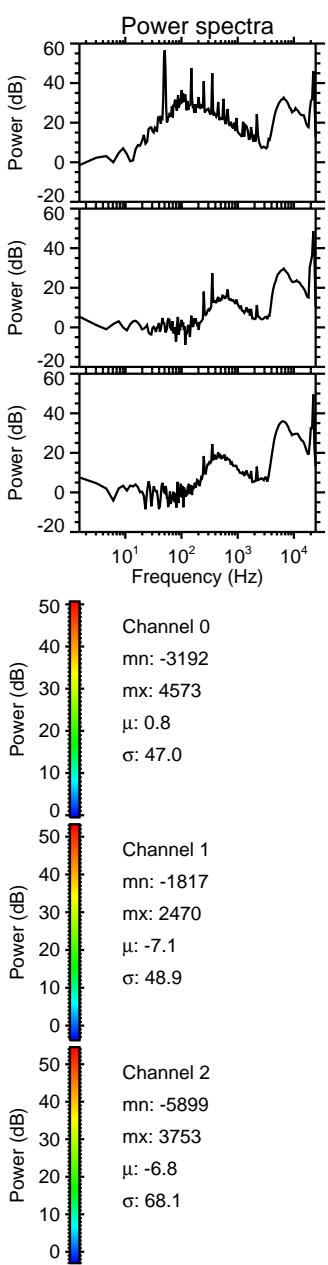 Power spectra
60
40
20
0
-20
Power (dB)
60
40
20
0
-20
Power (dB)
60
40
20
0
-20
Power (dB)
10¹ 10² 10³ 10⁴
Frequency (Hz)
50
40
30
20
10
0
Power (dB)
Channel 0
mn: -3192
mx: 4573
μ: 0.8
σ: 47.0
50
40
30
20
10
0
Power (dB)
Channel 1
mn: -1817
mx: 2470
μ: -7.1
σ: 48.9
50
40
30
20
10
0
Power (dB)
Channel 2
mn: -5899
mx: 3753
μ: -6.8
σ: 68.1